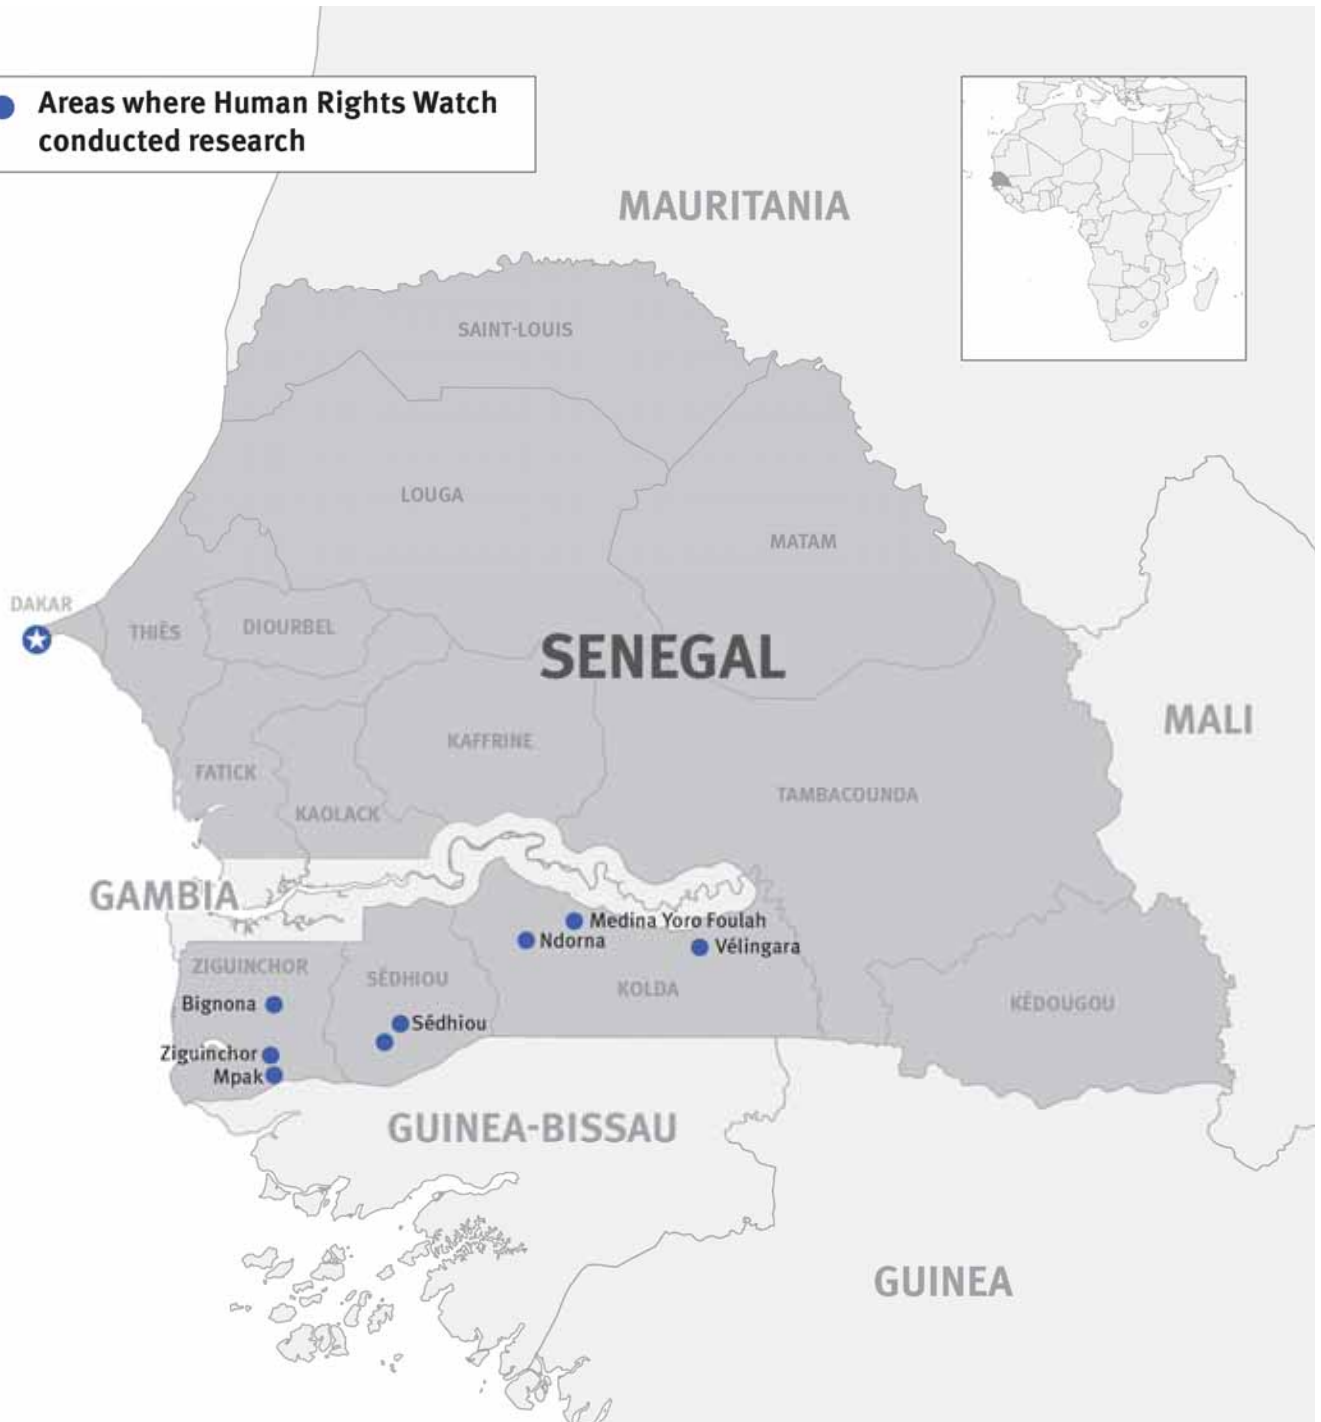 Areas where Human Rights Watch
conducted research
MAURITANIA
SAINT-LOUIS
LOUGA
MATAM
DAKAR
THIÈS
DIOURBEL
SENEGAL
MALI
KAFFRINE
FATICK
TAMBACOUNDA
KAOLACK
GAMBIA
Medina Yoro Foulah
Ndorna
Vélingara
ZIGUINCHOR
SÉDHIOU
KOLDA
KÉDOUGOU
Bignona
Sédhiou
Ziguinchor
Mpak
GUINEA-BISSAU
GUINEA